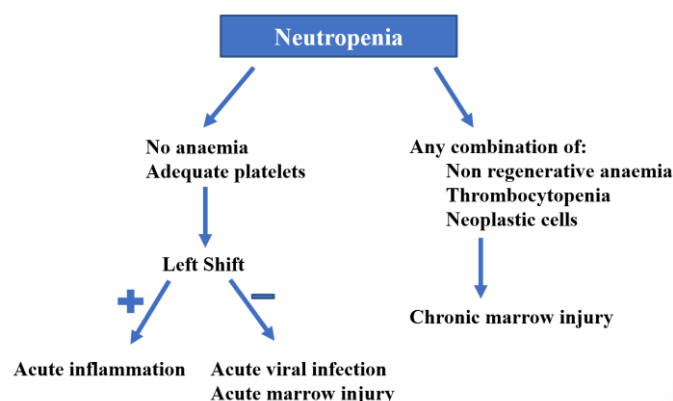 Neutropenia
No anaemia
Adequate platelets
Any combination of:
Non regenerative anaemia
Thrombocytopenia
Neoplastic cells
Left Shift
+
−
Chronic marrow injury
Acute inflammation
Acute viral infection
Acute marrow injury